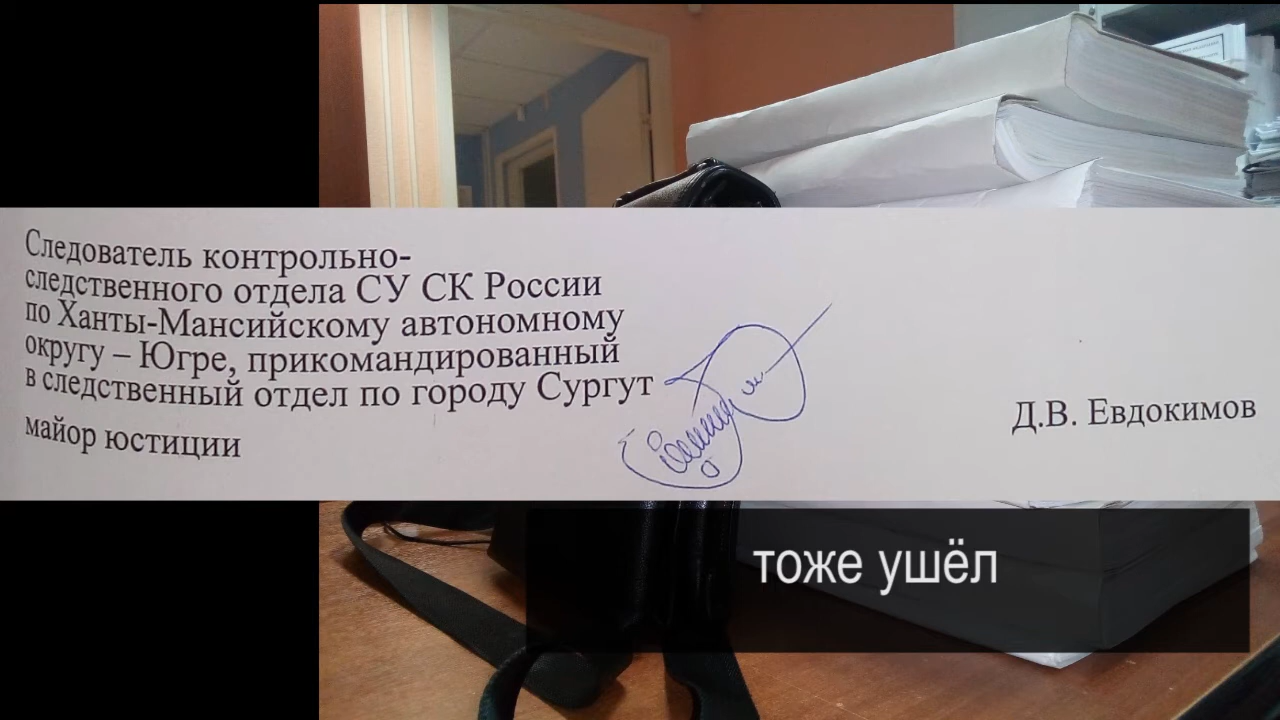 Следователь контрольно-
следственного отдела СУ СК России
по Ханты-Мансийскому автономному
округу – Югре, прикомандированный
в следственный отдел по городу Сургут
майор юстиции
Д.В. Евдокимов
тоже ушёл